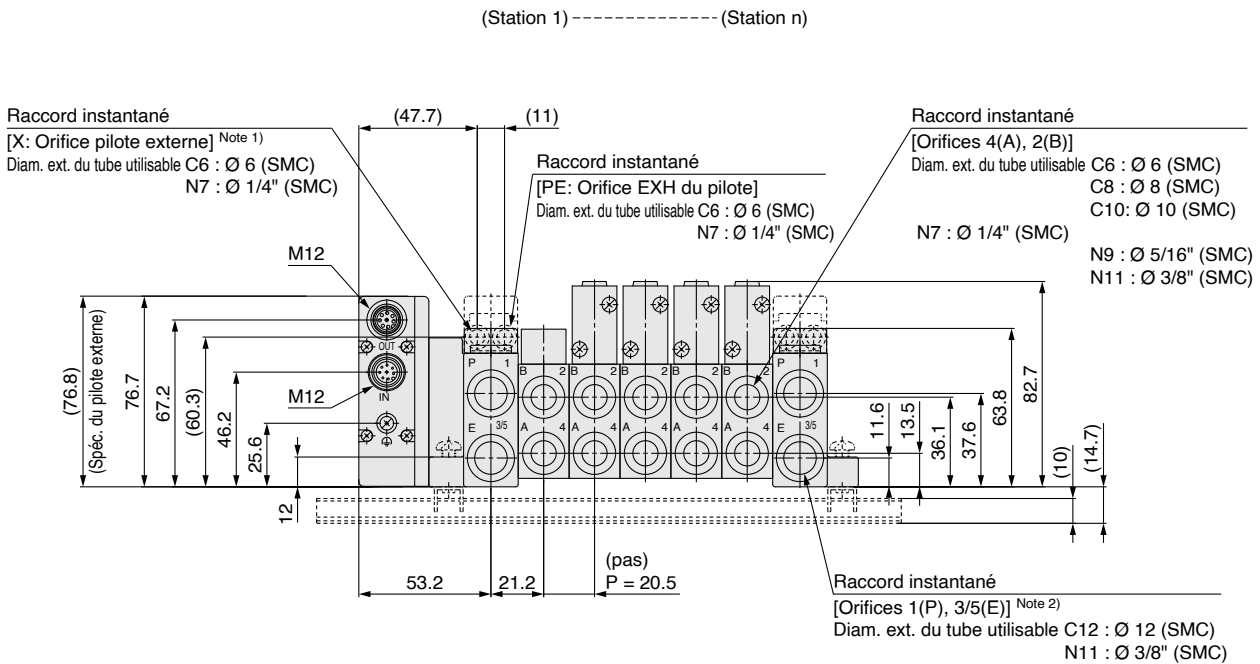 (Station 1) (Station n)
Raccord instantané
[X: Orifice pilote externe] Note 1)
Diam. ext. du tube utilisable C6 : Ø 6 (SMC)
N7 : Ø 1/4" (SMC)
(47.7)
(11)
Raccord instantané
[PE: Orifice EXH du pilote]
Diam. ext. du tube utilisable C6 : Ø 6 (SMC)
N7 : Ø 1/4" (SMC)
Raccord instantané
[Orifices 4(A), 2(B)]
Diam. ext. du tube utilisable C6 : Ø 6 (SMC)
C8 : Ø 8 (SMC)
C10: Ø 10 (SMC)
N7 : Ø 1/4" (SMC)
N9 : Ø 5/16" (SMC)
N11 : Ø 3/8" (SMC)
M12
M12
(76.8)
(Spéc. du pilote externe)
76.7
67.2
(60.3)
46.2
25.6
12
OUT
IN
P 1
B 2 B 2 B 2 B 2 B 2
P 1
E 3/5
A 4 A 4 A 4 A 4 A 4
E 3/5
11.6
13.5
36.1
37.6
63.8
82.7
(10)
(14.7)
53.2
21.2
(pas)
P = 20.5
Raccord instantané
[Orifices 1(P), 3/5(E)] Note 2)
Diam. ext. du tube utilisable C12 : Ø 12 (SMC)
N11 : Ø 3/8" (SMC)